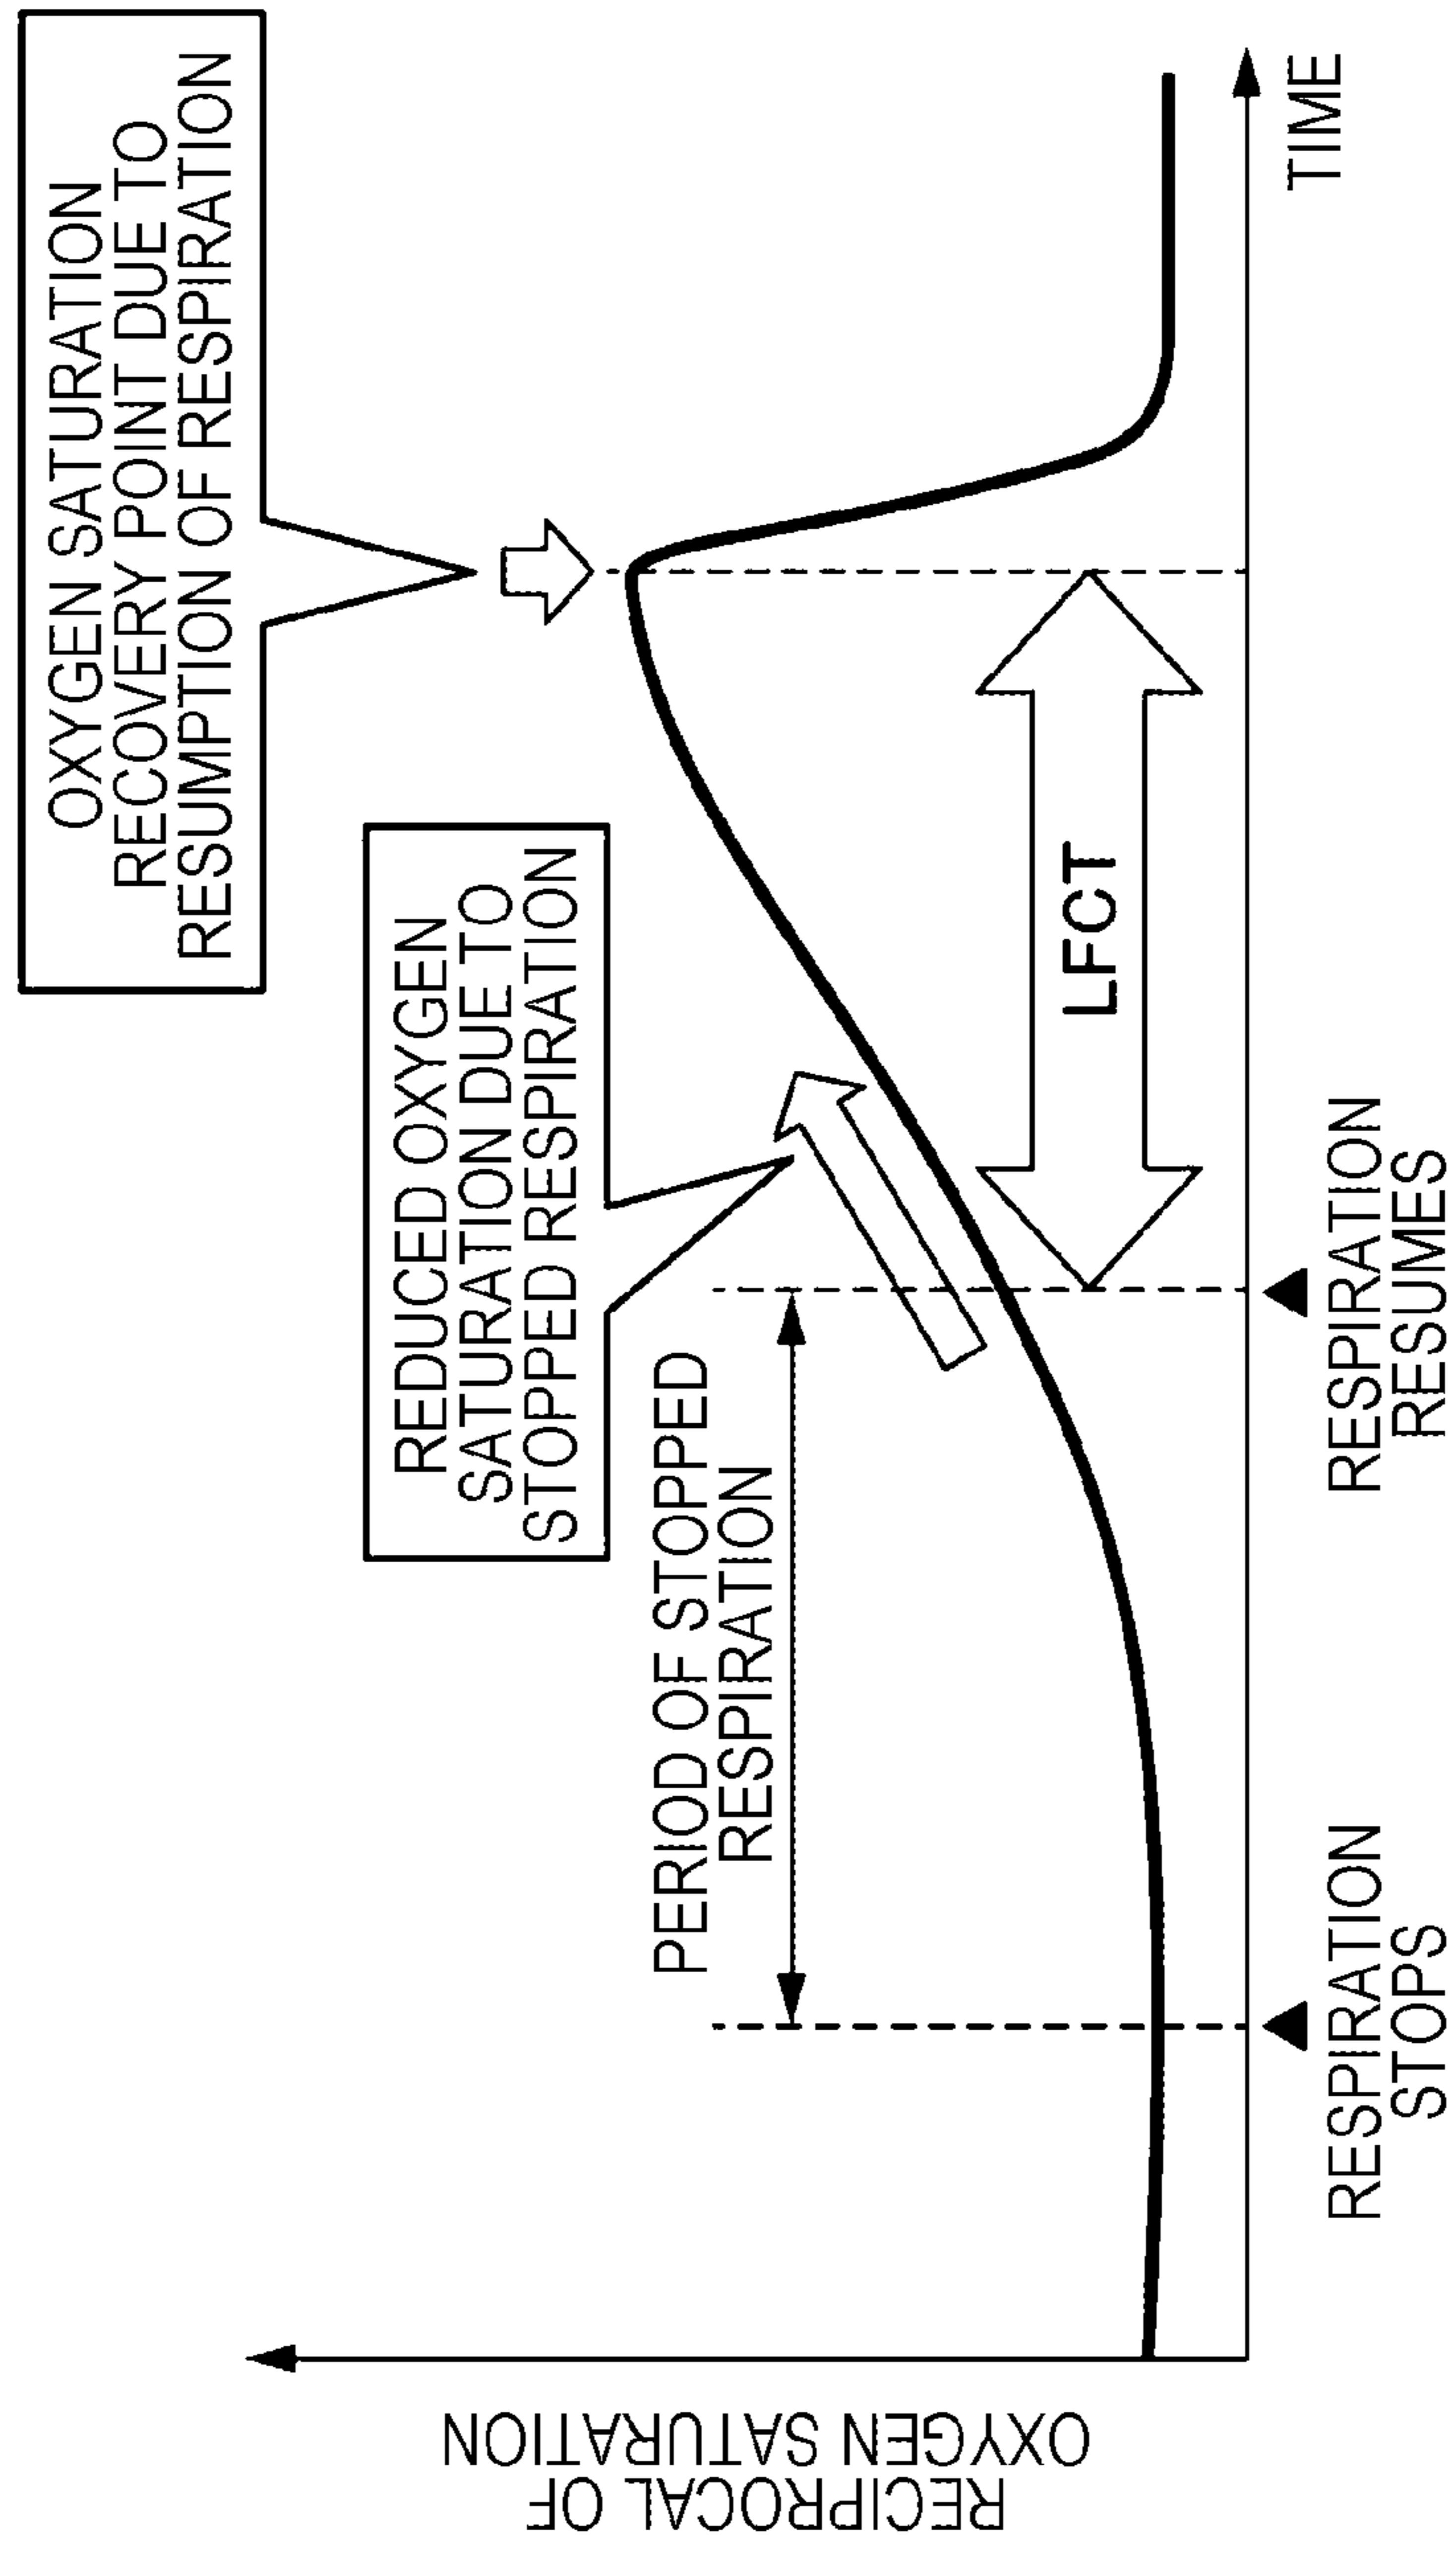 OXYGEN SATURATION
RECOVERY POINT DUE TO
RESUMPTION OF RESPIRATION
REDUCED OXYGEN
SATURATION DUE TO
STOPPED RESPIRATION
PERIOD OF STOPPED
RESPIRATION
LFCT
RECIPROCAL OF
OXYGEN SATURATION
TIME
RESPIRATION
STOPS
RESPIRATION
RESUMES